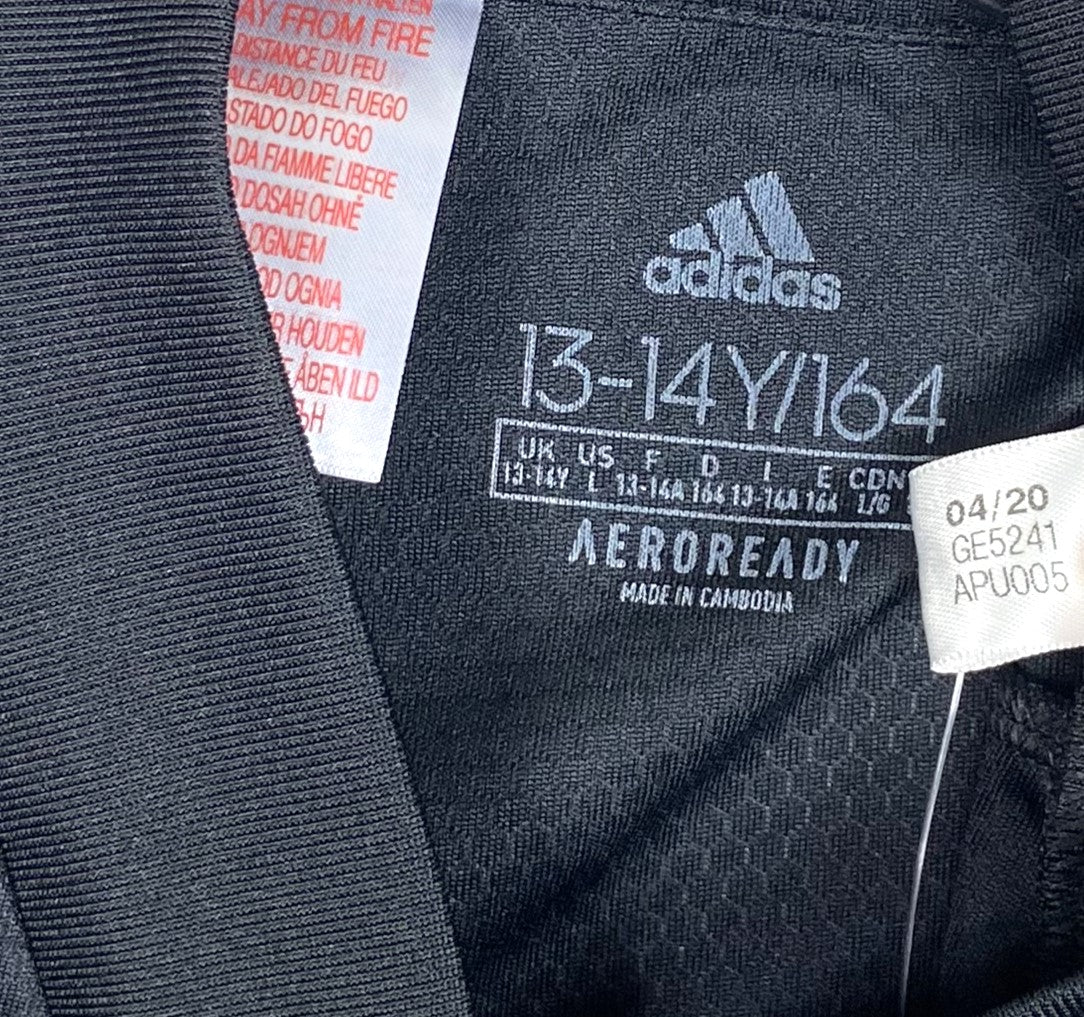 AY FROM FIRE
DISTANCE DU FEU
ALEJADO DEL FUEGO
STADO DO FOGO
DA FIAMME LIBERE
DOSAH OHNĚ
OGNJEM
OD OGNIA
R HOUDEN
ÅBEN ILD
adidas
13-14Y/164
UK US F D I E CDN
13-14Y L 13-14A 164 13-14A 164 L/G
AEROREADY
MADE IN CAMBODIA
04/20
GE5241
APU005